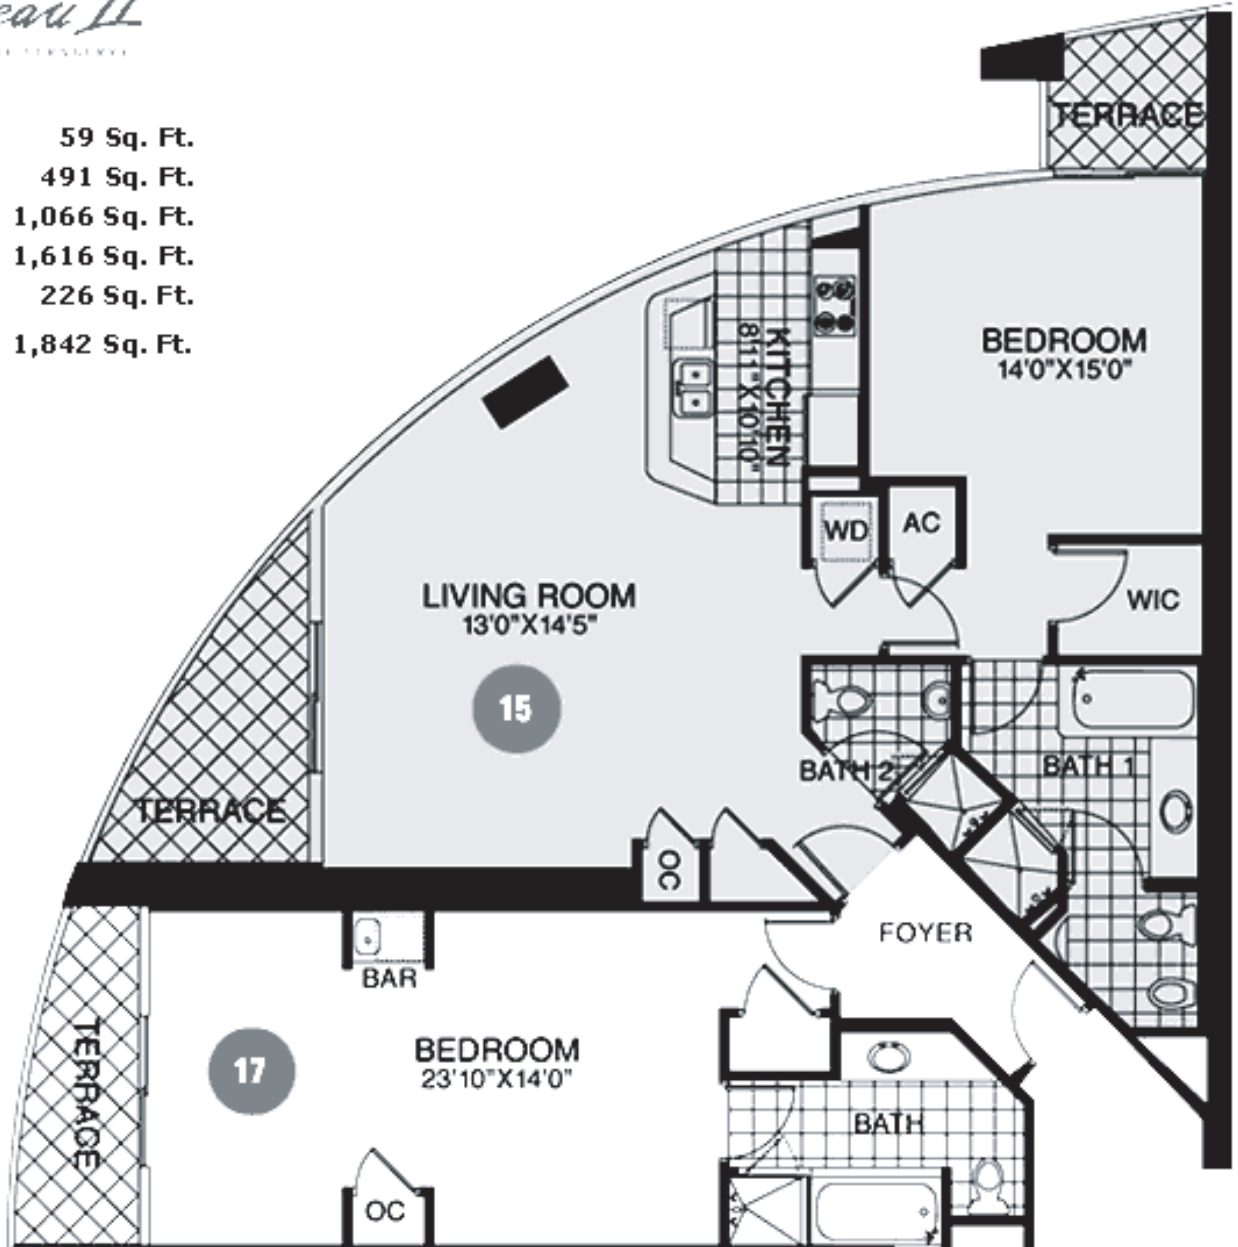 II
59 Sq. Ft.
491 Sq. Ft.
1,066 Sq. Ft.
1,616 Sq. Ft.
226 Sq. Ft.
1,842 Sq. Ft.
TERRACE
BEDROOM
14'0"X15'0"
KITCHEN
8'11"X10'10"
WD
AC
WIC
LIVING ROOM
13'0"X14'5"
15
BATH 2
BATH 1
TERRACE
OC
FOYER
BAR
TERRACE
17
BEDROOM
23'10"X14'0"
BATH
OC